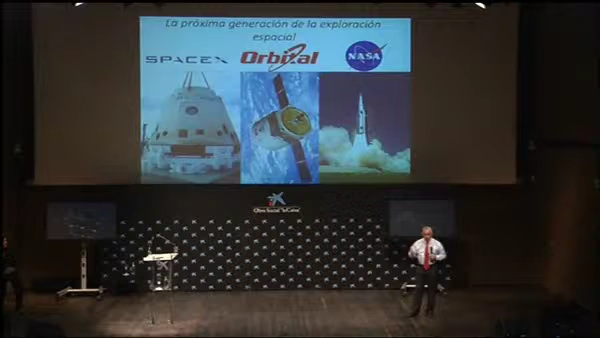 La próxima generación de la exploración
espacial
SPACEX
Orbital
NASA
Obra Social "la Caixa"